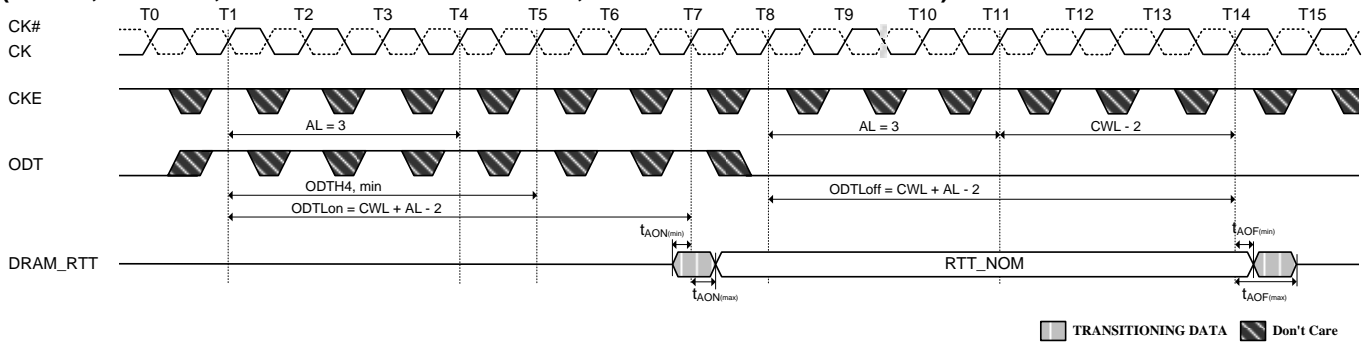 T0 T1 T2 T3 T4 T5 T6 T7 T8 T9 T10 T11 T12 T13 T14 T15
CK#
CK
CKE
AL = 3 AL = 3 CWL - 2
ODT
ODTH4, min ODTLoff = CWL + AL - 2
ODTLon = CWL + AL - 2
tAON(min) tAOF(min)
DRAM_RTT RTT_NOM
tAON(max) tAOF(max)
TRANSITIONING DATA Don't Care